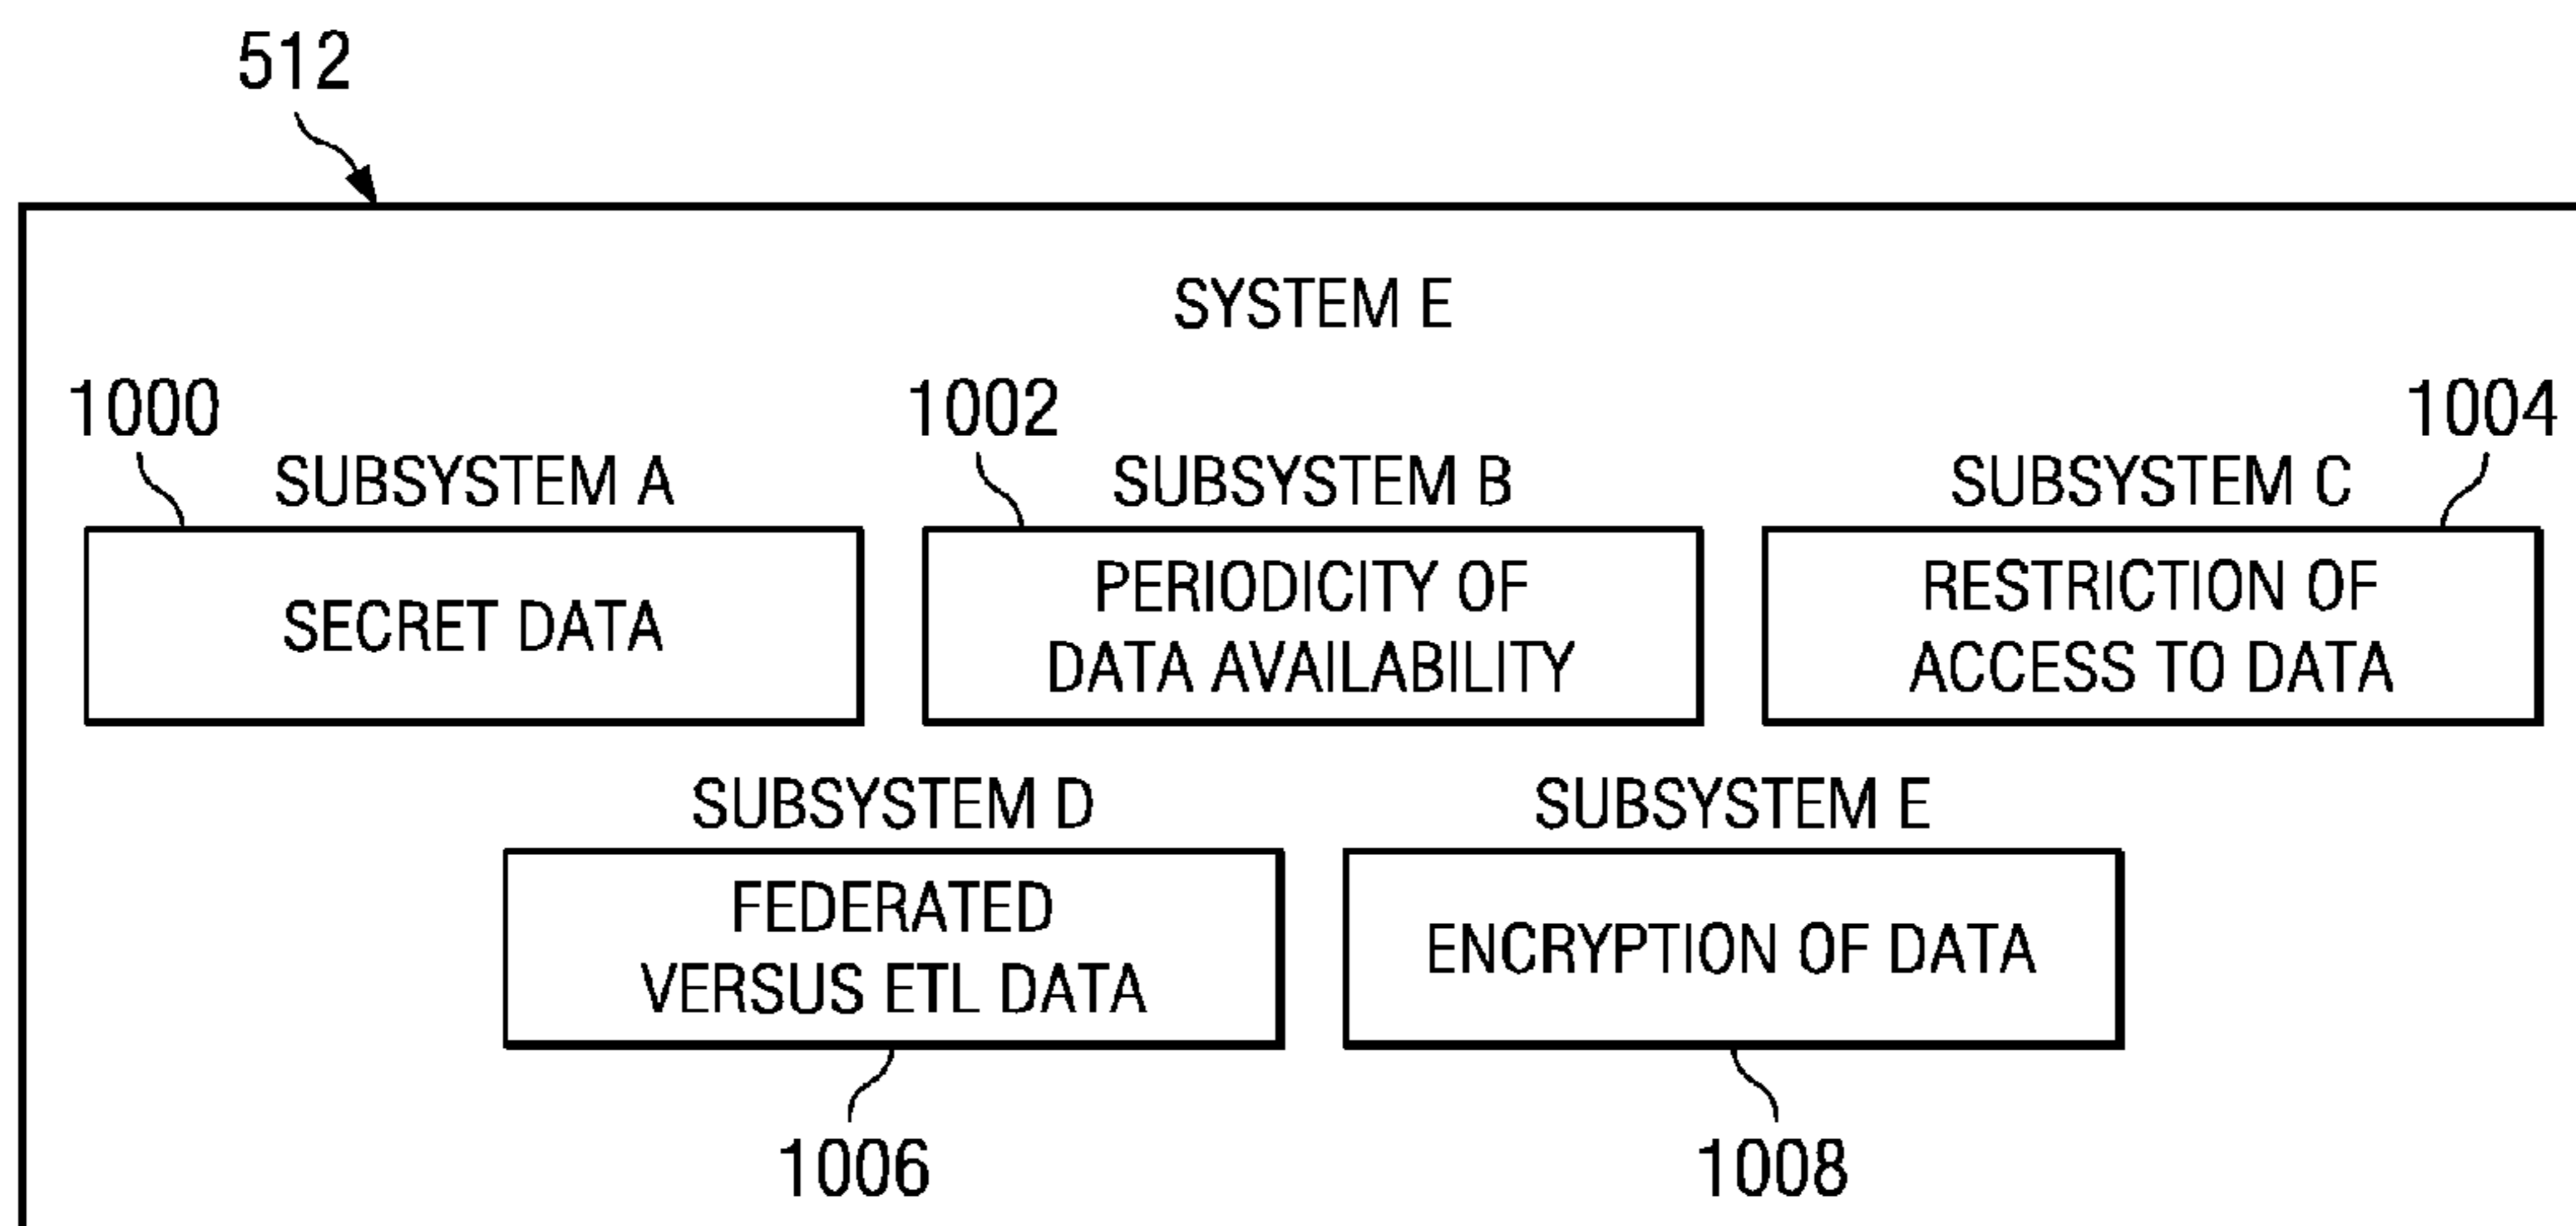 512
SYSTEM E
1000
1002
1004
SUBSYSTEM A
SUBSYSTEM B
SUBSYSTEM C
SECRET DATA
PERIODICITY OF
DATA AVAILABILITY
RESTRICTION OF
ACCESS TO DATA
SUBSYSTEM D
SUBSYSTEM E
FEDERATED
VERSUS ETL DATA
ENCRYPTION OF DATA
1006
1008